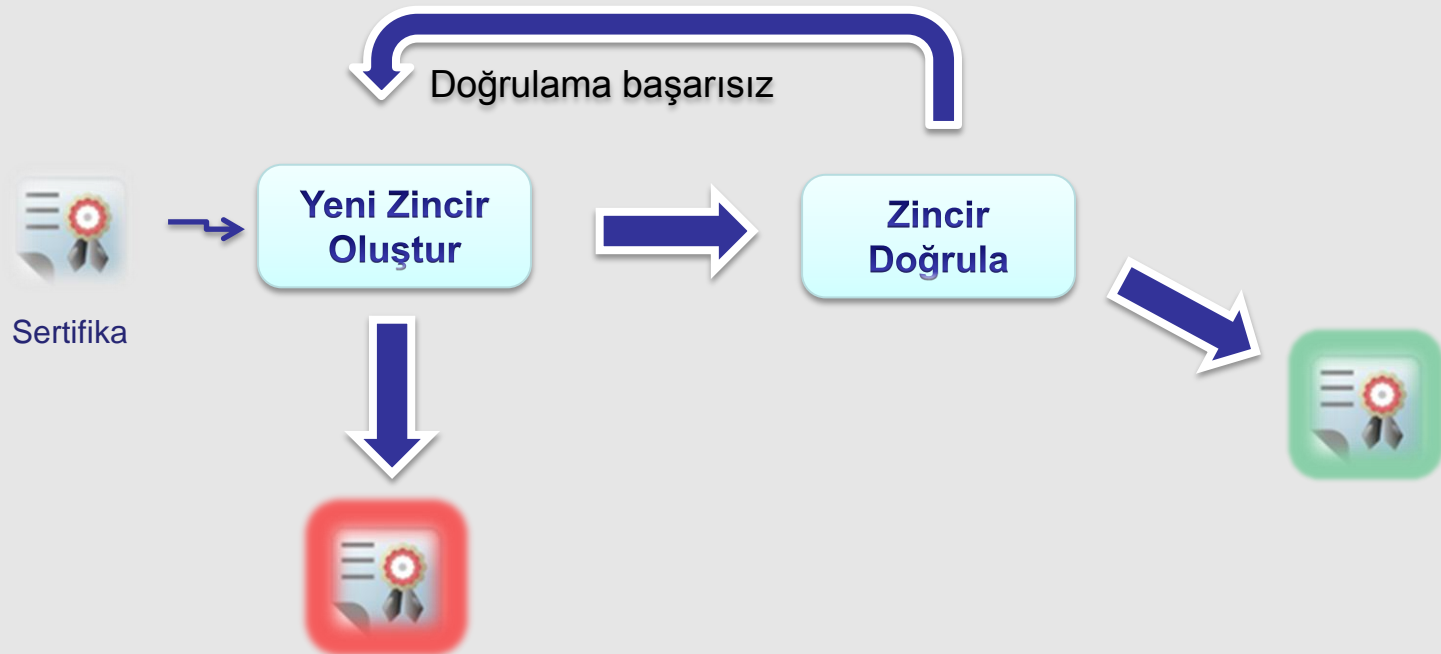 Doğrulama başarısız
Yeni Zincir
Oluştur
Zincir
Doğrula
Sertifika